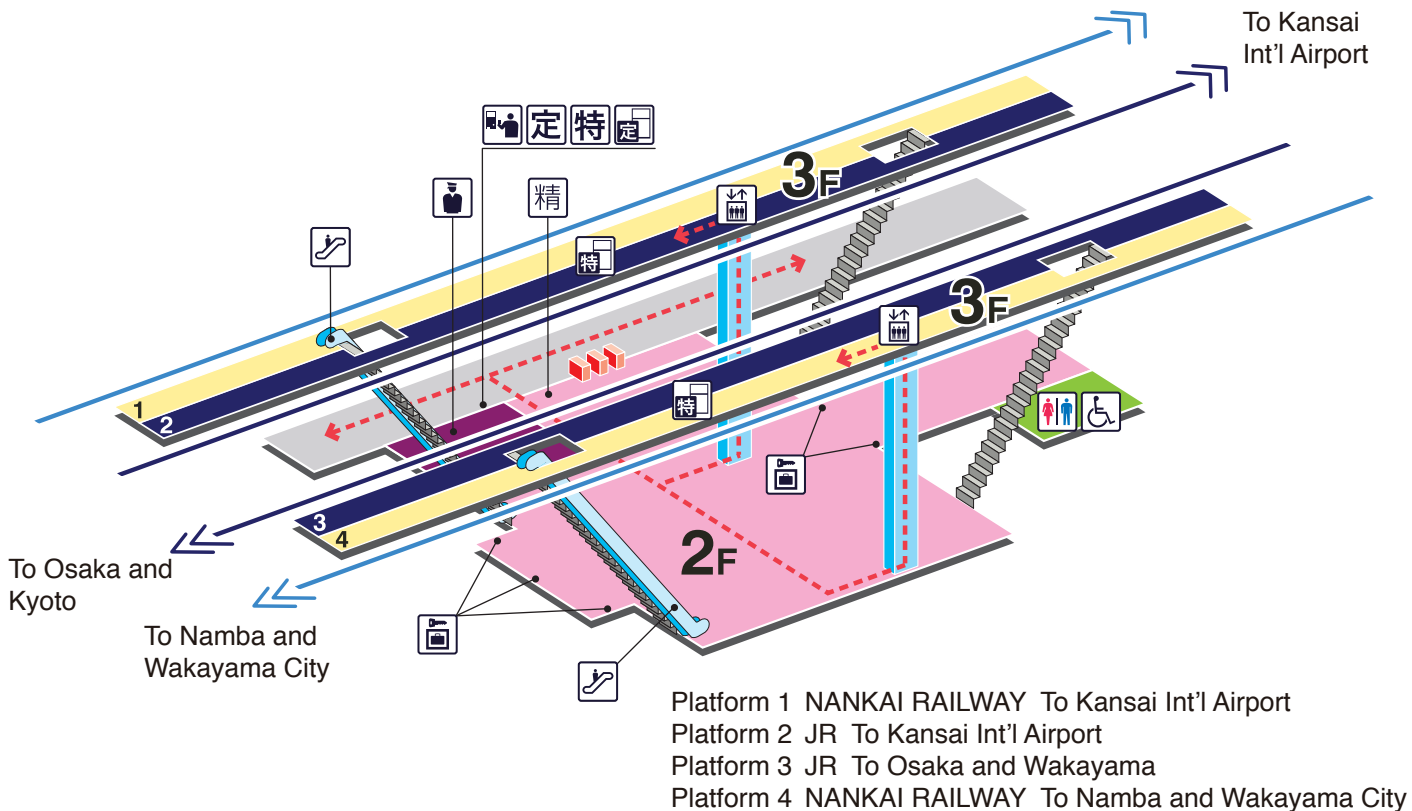 To Kansai
Int'l Airport
定 特 定
精
3F
特
3F
特
1
2
3
4
2F
To Osaka and
Kyoto
To Namba and
Wakayama City
Platform 1 NANKAI RAILWAY To Kansai Int'l Airport
Platform 2 JR To Kansai Int'l Airport
Platform 3 JR To Osaka and Wakayama
Platform 4 NANKAI RAILWAY To Namba and Wakayama City